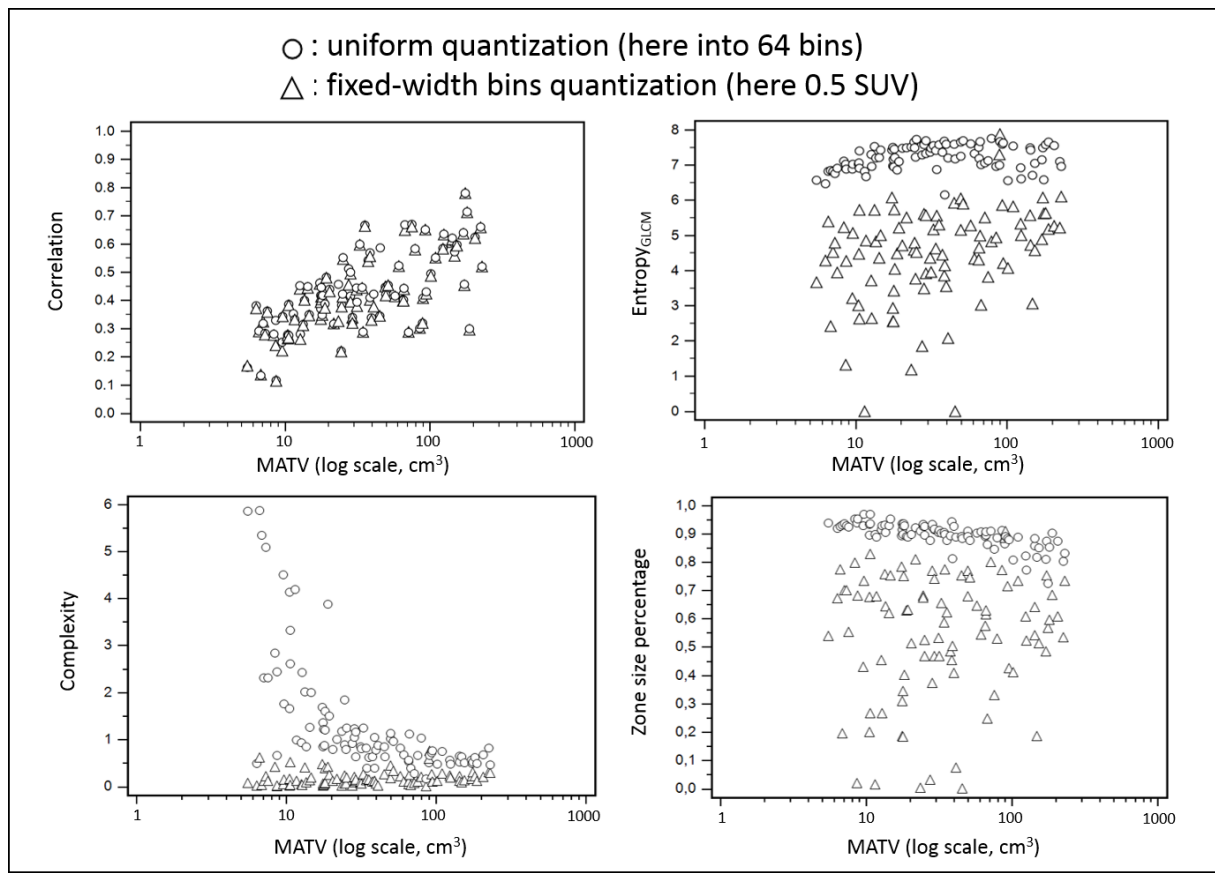 ○ : uniform quantization (here into 64 bins)
△ : fixed-width bins quantization (here 0.5 SUV)
Correlation
1.0
0.9
0.8
0.7
0.6
0.5
0.4
0.3
0.2
0.1
0.0
1 10 100 1000
MATV (log scale, cm³)
Entropy_GLCM
8
7
6
5
4
3
2
1
0
1 10 100 1000
MATV (log scale, cm³)
Complexity
6
5
4
3
2
1
0
1 10 100 1000
MATV (log scale, cm³)
Zone size percentage
1,0
0,9
0,8
0,7
0,6
0,5
0,4
0,3
0,2
0,1
0,0
1 10 100 1000
MATV (log scale, cm³)